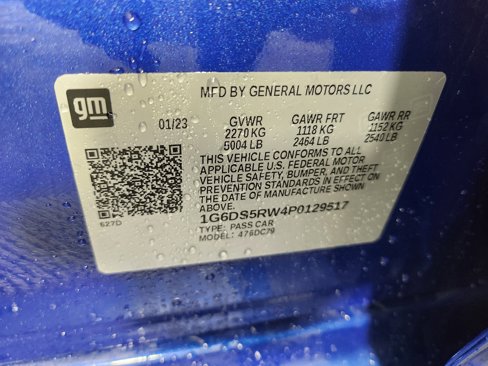 gm
MFD BY GENERAL MOTORS LLC
01/23
GVWR GAWR FRT GAWR RR
2270 KG 1118 KG 1152 KG
5004 LB 2464 LB 2540 LB
THIS VEHICLE CONFORMS TO ALL
APPLICABLE U.S. FEDERAL MOTOR
VEHICLE SAFETY, BUMPER, AND THEFT
PREVENTION STANDARDS IN EFFECT ON
THE DATE OF MANUFACTURE SHOWN
ABOVE.
1G6DS5RW4P0129517
TYPE: PASS CAR
MODEL: 476DC79
627D